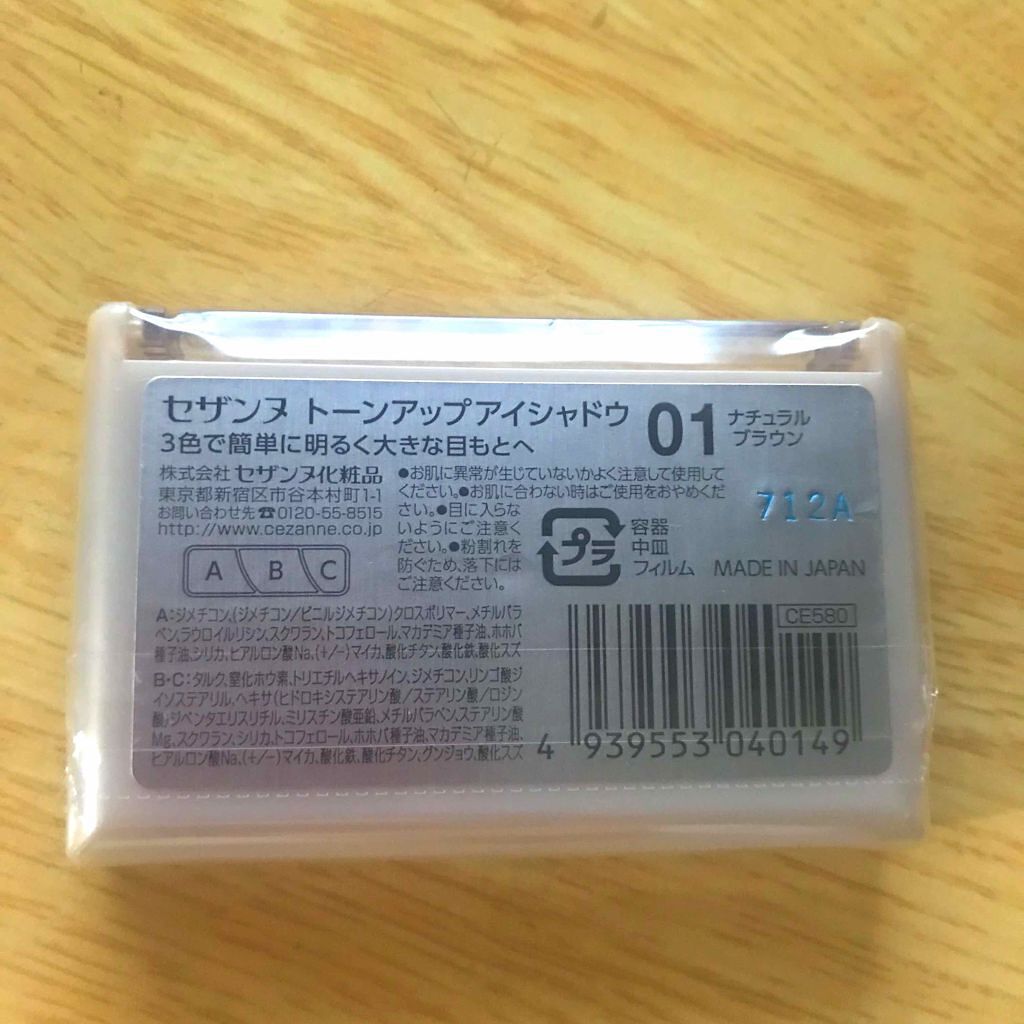 セザンヌ トーンアップアイシャドウ
3色で簡単に明るく大きな目もとへ
01
ナチュラル
ブラウン
株式会社 セザンヌ化粧品
東京都新宿区市谷本村町1-1
お問い合わせ先☎0120-55-8515
http://www.cezanne.co.jp
●お肌に異常が生じていないかよく注意して使用して
ください。●お肌に合わない時はご使用をおやめくだ
さい。●目に入らな
いようにご注意く
ださい。●粉割れを
防ぐため、落下には
ご注意ください。
712A
プラ
容器
中皿
フィルム
MADE IN JAPAN
A B C
A:ジメチコン、(ジメチコン/ビニルジメチコン)クロスポリマー、メチルパラ
ベン、ラウロイルリシン、スクワラン、トコフェロール、マカデミア種子油、ホホバ
種子油、シリカ、ヒアルロン酸Na、(+/−)マイカ、酸化チタン、酸化鉄、酸化スズ
B・C:タルク、窒化ホウ素、トリエチルヘキサノイン、ジメチコン、リンゴ酸ジ
イソステアリル、ヘキサ(ヒドロキシステアリン酸/ステアリン酸/ロジン
酸)ジペンタエリスリチル、ミリスチン酸亜鉛、メチルパラベン、ステアリン酸
Mg、スクワラン、シリカ、トコフェロール、ホホバ種子油、マカデミア種子油、
ヒアルロン酸Na、(+/−)マイカ、酸化鉄、酸化チタン、グンジョウ、酸化スズ
CE580
4 939553 040149